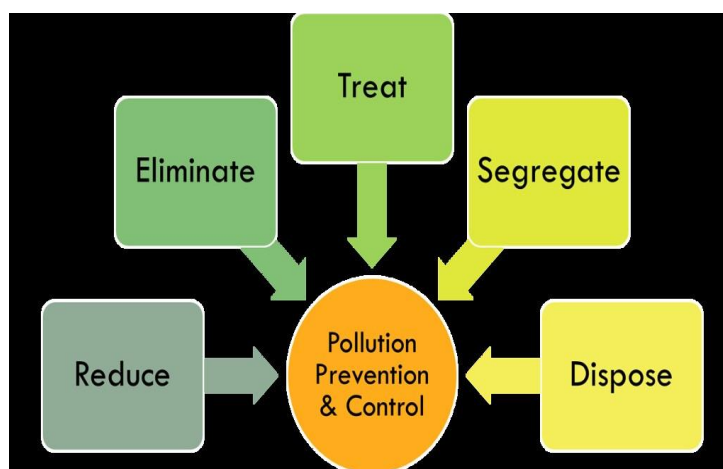 Treat
Eliminate
Segregate
Reduce
Pollution
Prevention
& Control
Dispose